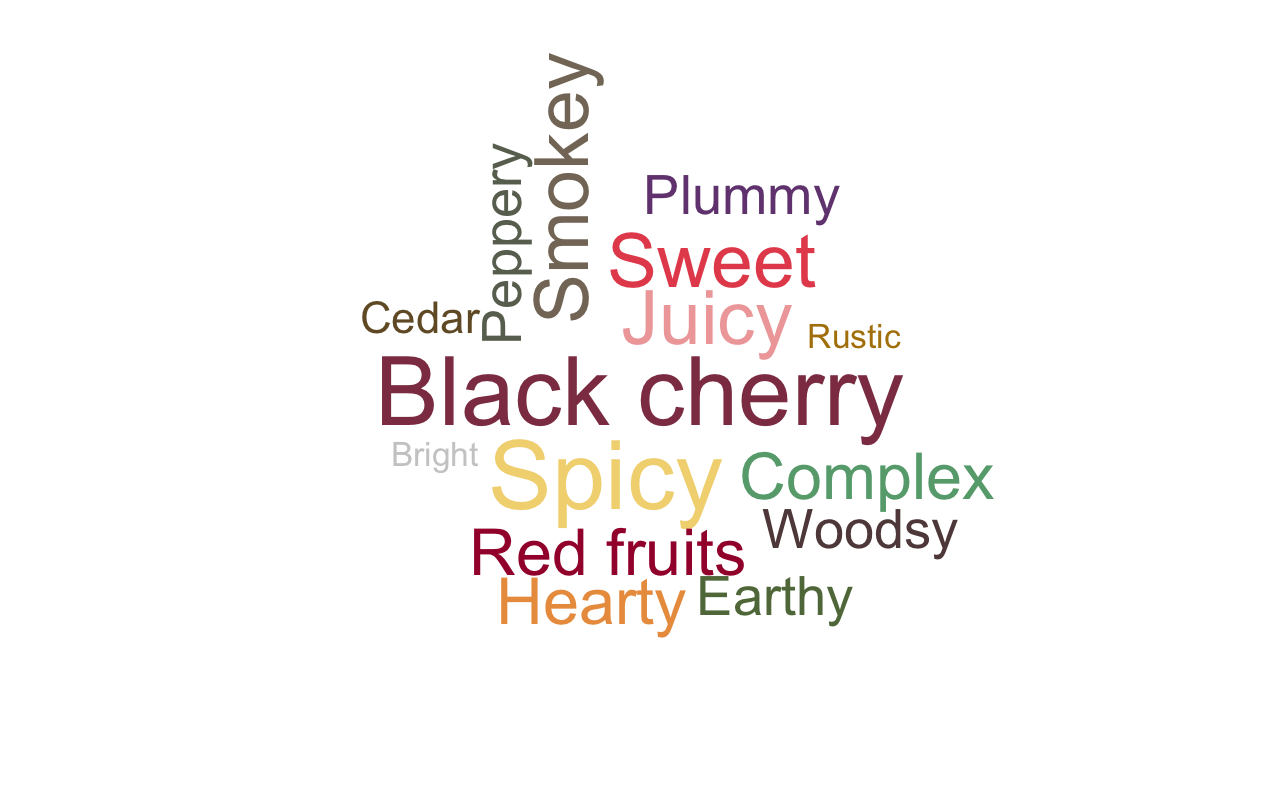 Smokey
Peppery
Plummy
Sweet
Juicy
Cedar
Rustic
Black cherry
Bright
Spicy
Complex
Woodsy
Red fruits
Hearty
Earthy